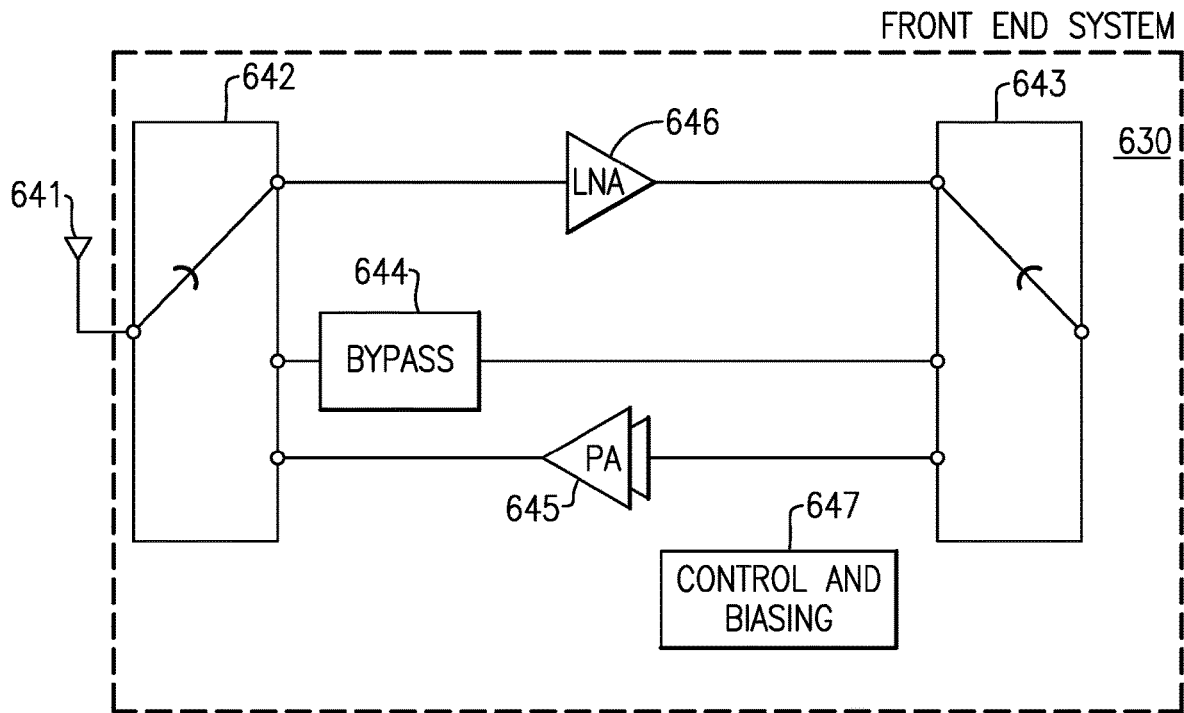 FRONT END SYSTEM
642
643
646
630
LNA
641
644
BYPASS
PA
645
647
CONTROL AND
BIASING